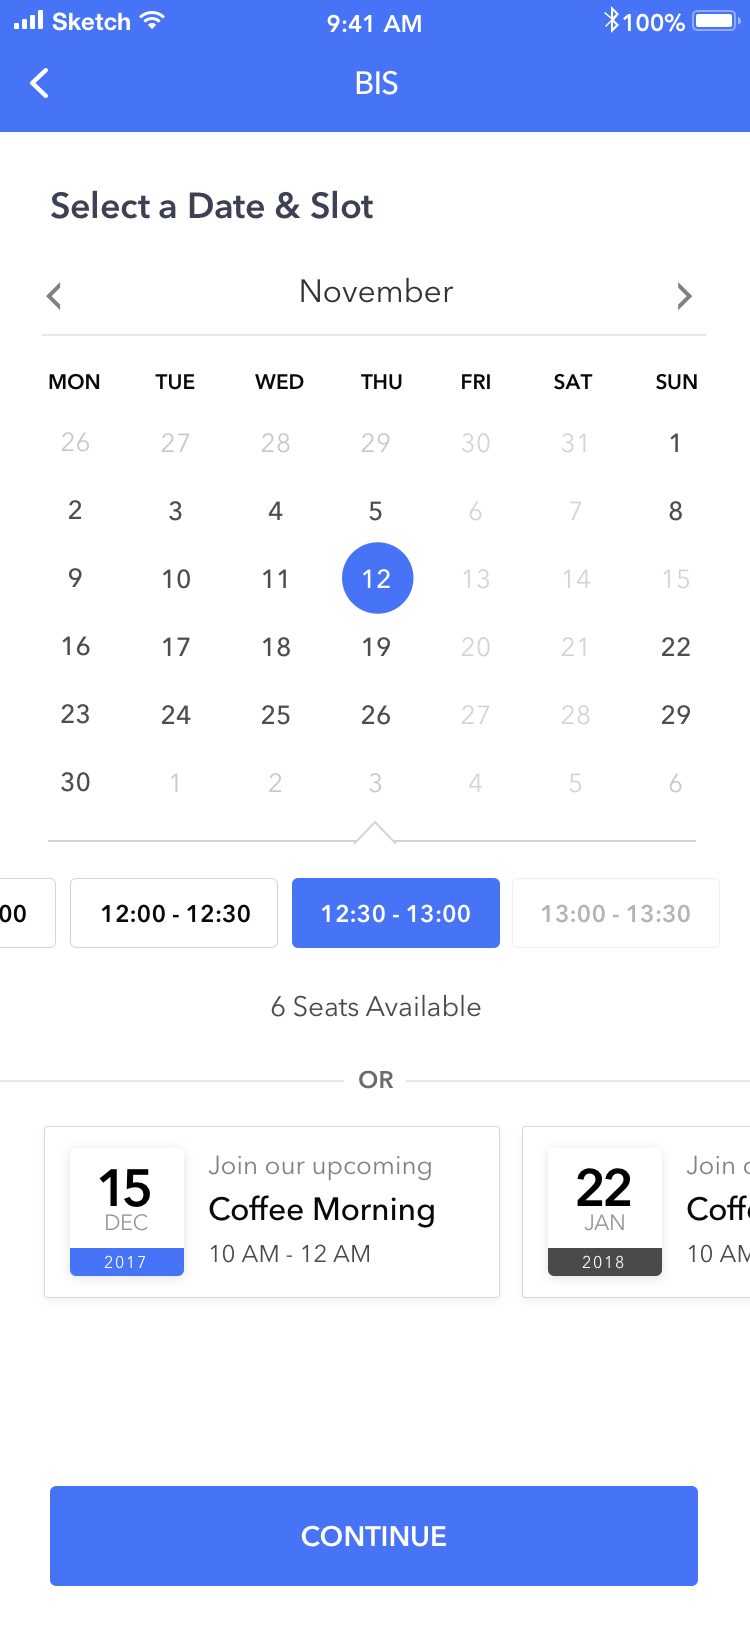 Sketch 9:41 AM 100%
BIS
Select a Date & Slot
November
MON TUE WED THU FRI SAT SUN
26 27 28 29 30 31 1
2 3 4 5 6 7 8
9 10 11 12 13 14 15
16 17 18 19 20 21 22
23 24 25 26 27 28 29
30 1 2 3 4 5 6
00 12:00 - 12:30 12:30 - 13:00 13:00 - 13:30
6 Seats Available
OR
15
DEC
2017
Join our upcoming
Coffee Morning
10 AM - 12 AM
22
JAN
2018
Join
Coff
10 AM
CONTINUE